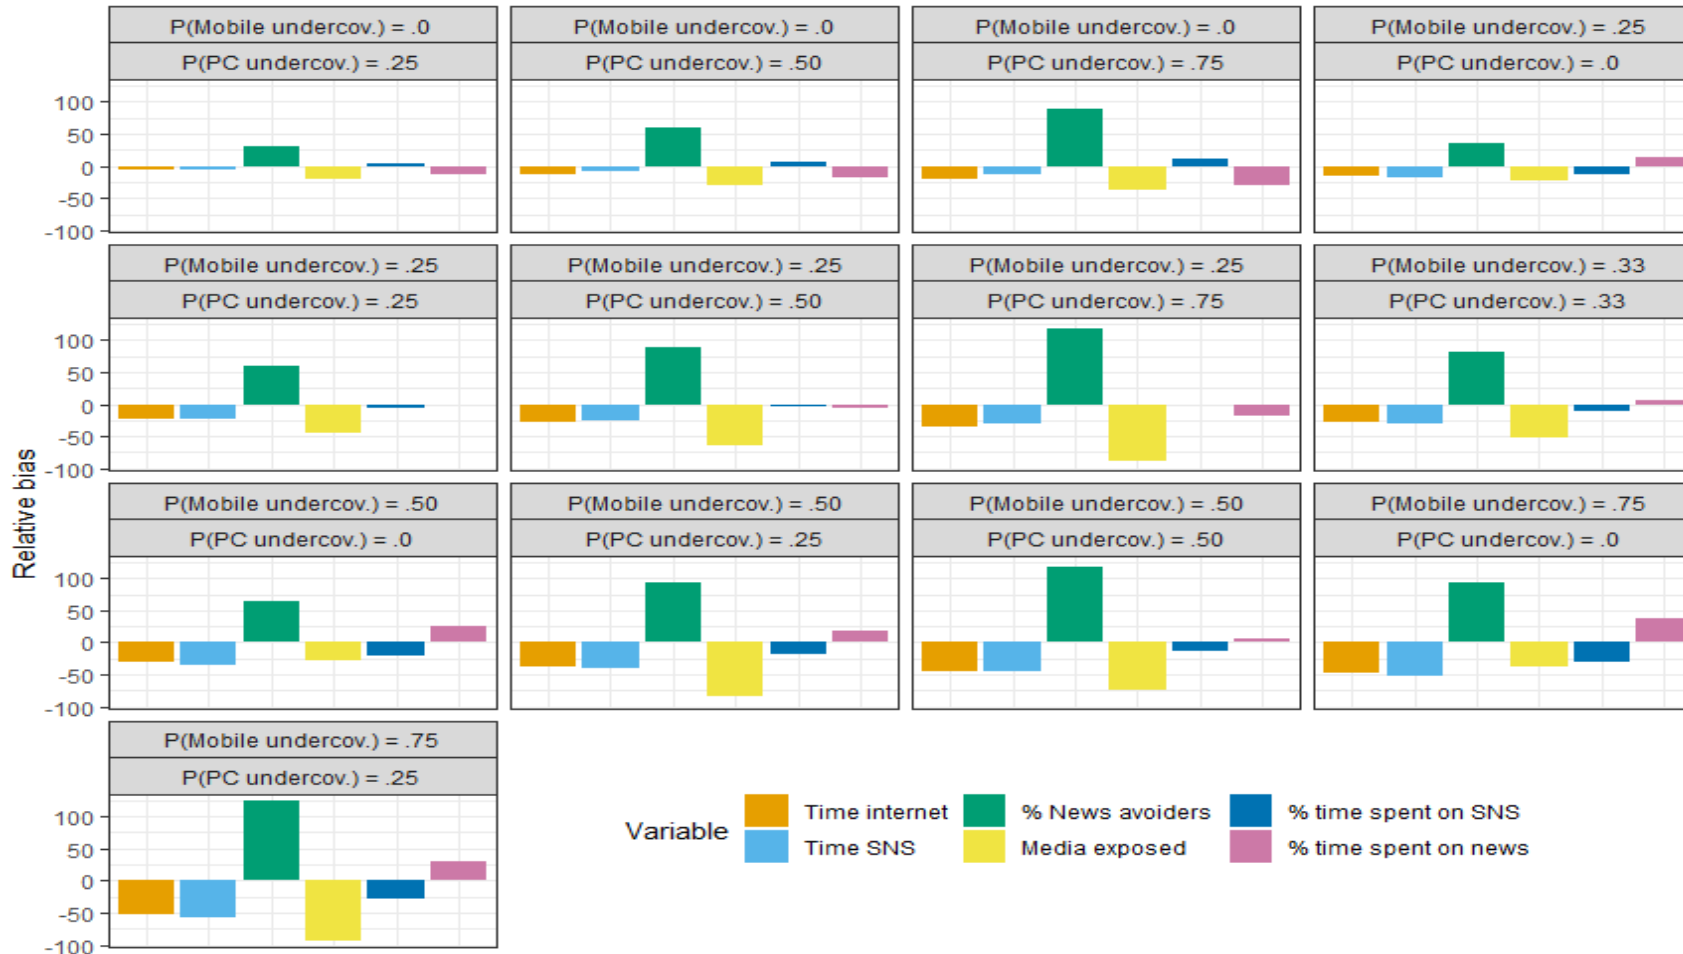 P(Mobile undercov.) = .0 P(Mobile undercov.) = .0 P(Mobile undercov.) = .0 P(Mobile undercov.) = .25
P(PC undercov.) = .25 P(PC undercov.) = .50 P(PC undercov.) = .75 P(PC undercov.) = .0
100
50
0
-50
-100
P(Mobile undercov.) = .25 P(Mobile undercov.) = .25 P(Mobile undercov.) = .25 P(Mobile undercov.) = .33
P(PC undercov.) = .25 P(PC undercov.) = .50 P(PC undercov.) = .75 P(PC undercov.) = .33
100
50
0
-50
-100
Relative bias
P(Mobile undercov.) = .50 P(Mobile undercov.) = .50 P(Mobile undercov.) = .50 P(Mobile undercov.) = .75
P(PC undercov.) = .0 P(PC undercov.) = .25 P(PC undercov.) = .50 P(PC undercov.) = .0
100
50
0
-50
-100
P(Mobile undercov.) = .75
P(PC undercov.) = .25
100
50
0
-50
-100
Variable
Time internet % News avoiders % time spent on SNS
Time SNS Media exposed % time spent on news